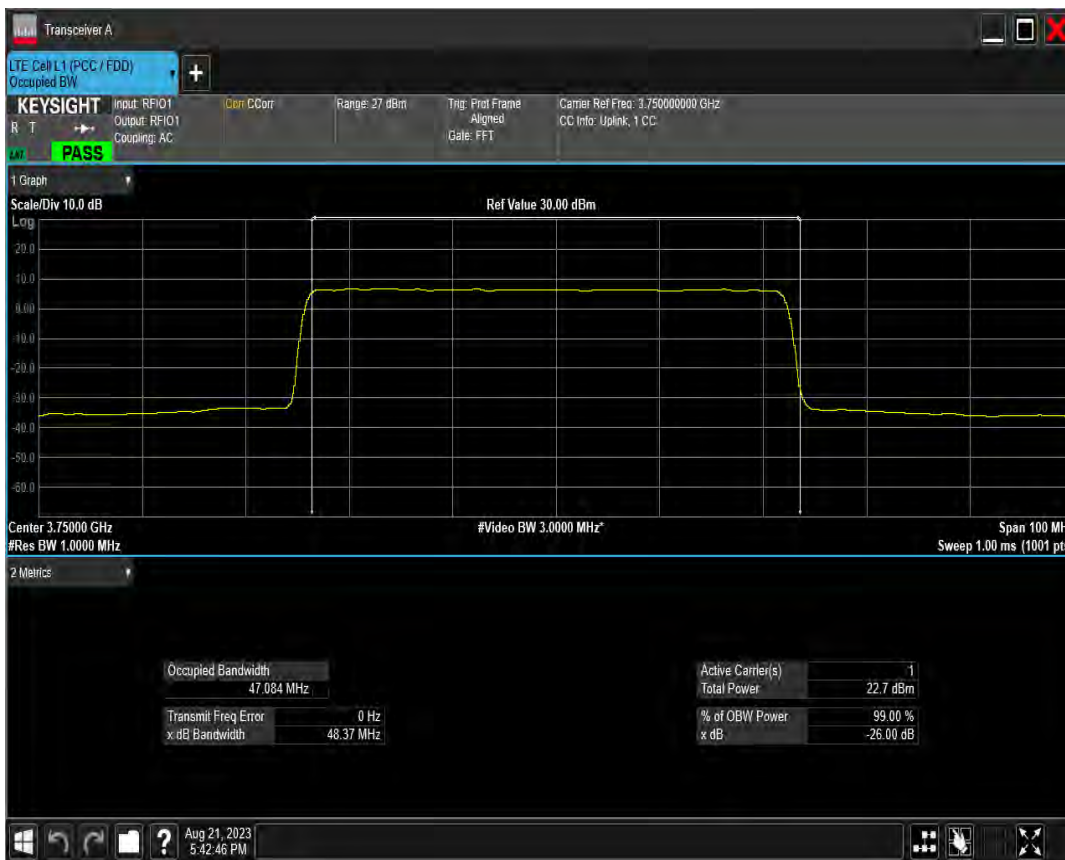 Transceiver A
LTE Cell L1 (PCC / FDD)
Occupied BW
KEYSIGHT
R T
LNI
PASS
Input: RFIO1
Output: RFIO1
Coupling: AC
Corr CCorr
Range: 27 dBm
Trig: Prot Frame
Aligned
Gate: FFT
Carrier Ref Freq: 3.750000000 GHz
CC Info: Uplink, 1 CC
1 Graph
Scale/Div 10.0 dB
Ref Value 30.00 dBm
Log
20.0
10.0
0.00
-10.0
-20.0
-30.0
-40.0
-50.0
-60.0
Center 3.75000 GHz
#Video BW 3.0000 MHz*
Span 100 MH
#Res BW 1.0000 MHz
Sweep 1.00 ms (1001 pts
2 Metrics
Occupied Bandwidth
47.084 MHz
Transmit Freq Error 0 Hz
x dB Bandwidth 48.37 MHz
Active Carrier(s) 1
Total Power 22.7 dBm
% of OBW Power 99.00 %
x dB -26.00 dB
Aug 21, 2023
5:42:46 PM